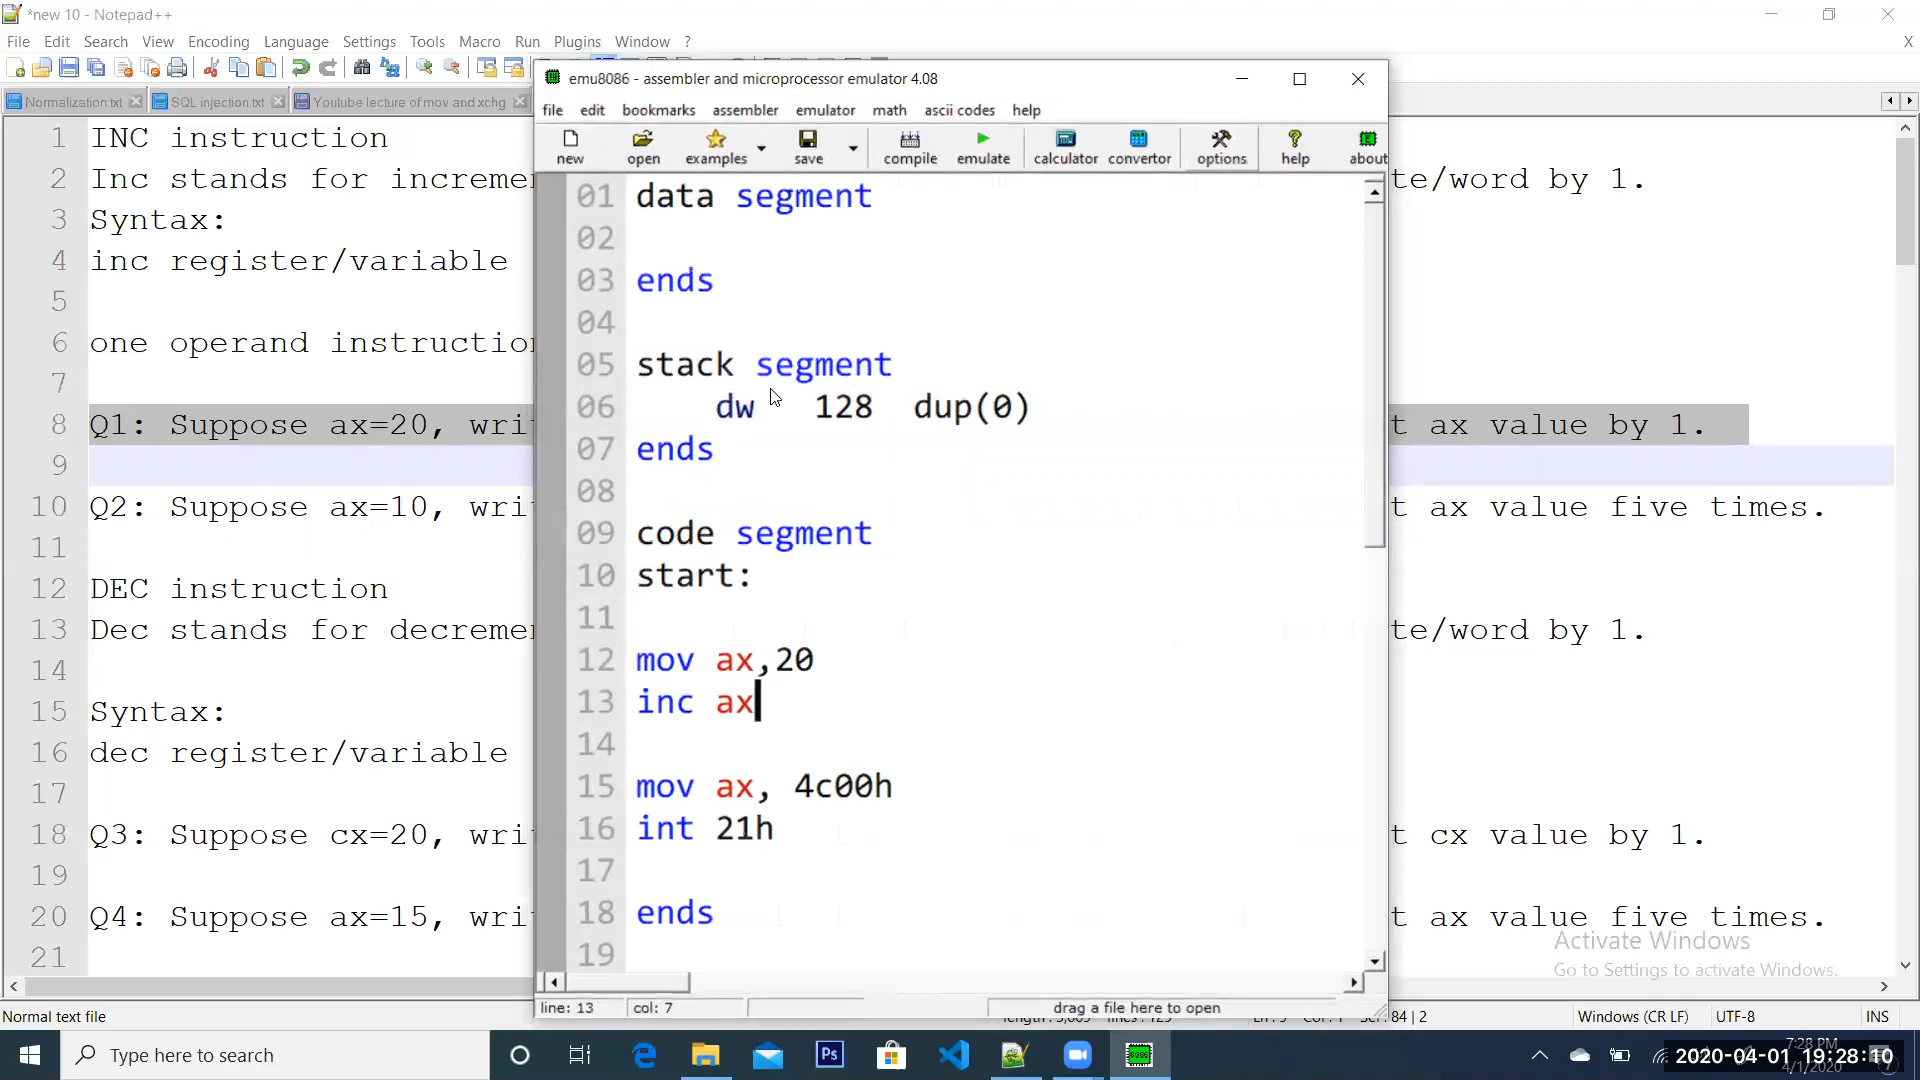 *new 10 - Notepad++
File Edit Search View Encoding Language Settings Tools Macro Run Plugins Window ?
X
Normalization.txt SQL injection.txt Youtube lecture of mov and xchg
1 INC instruction
2 Inc stands for increme te/word by 1.
3 Syntax:
4 inc register/variable
5
6 one operand instruction
7
8 Q1: Suppose ax=20, wri t ax value by 1.
9
10 Q2: Suppose ax=10, wri t ax value five times.
11
12 DEC instruction
13 Dec stands for decreme te/word by 1.
14
15 Syntax:
16 dec register/variable
17
18 Q3: Suppose cx=20, wri t cx value by 1.
19
20 Q4: Suppose ax=15, wri t ax value five times.
21
emu8086 - assembler and microprocessor emulator 4.08
file edit bookmarks assembler emulator math ascii codes help
new open examples save compile emulate calculator convertor options help about
01 data segment
02
03 ends
04
05 stack segment
06 dw 128 dup(0)
07 ends
08
09 code segment
10 start:
11
12 mov ax,20
13 inc ax
14
15 mov ax, 4c00h
16 int 21h
17
18 ends
19
line: 13 col: 7 drag a file here to open
Activate Windows
Go to Settings to activate Windows.
Normal text file Windows (CR LF) UTF-8 INS
Type here to search
Ps
7:28 PM
4/1/2020
2020-04-01 19:28:10